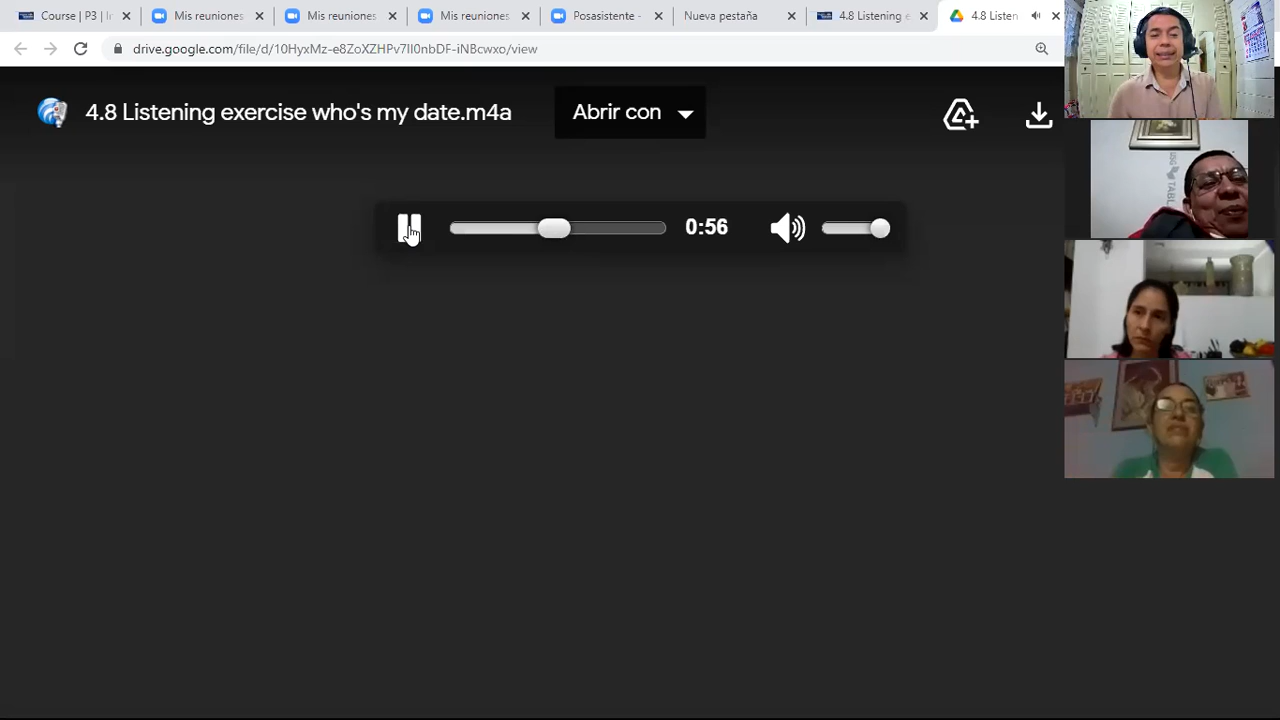 Course | P3 | I
Mis reuniones
Mis reuniones
Mis reuniones
Posasistente -
Nueva pestaña
4.8 Listening e
4.8 Listen
drive.google.com/file/d/10HyxMz-e8ZoXZHPv7Il0nbDF-iNBcwxo/view
4.8 Listening exercise who's my date.m4a
Abrir con
0:56